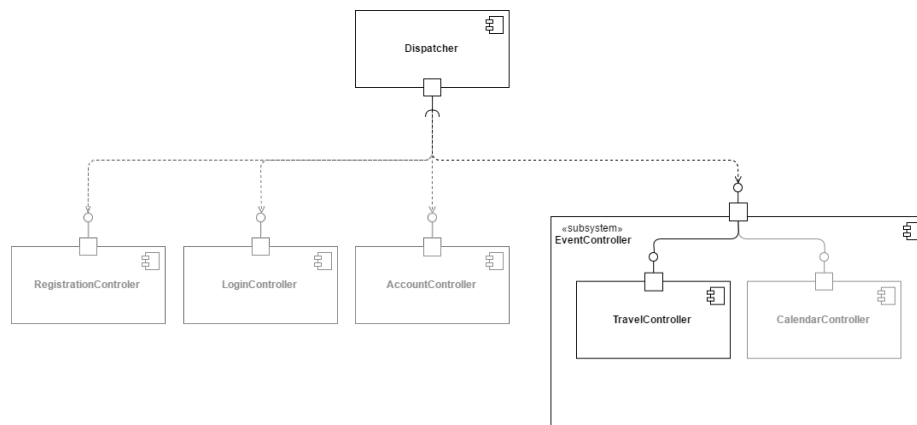 Dispatcher
«subsystem»
EventController
RegistrationControler
LoginController
AccountController
TravelController
CalendarController